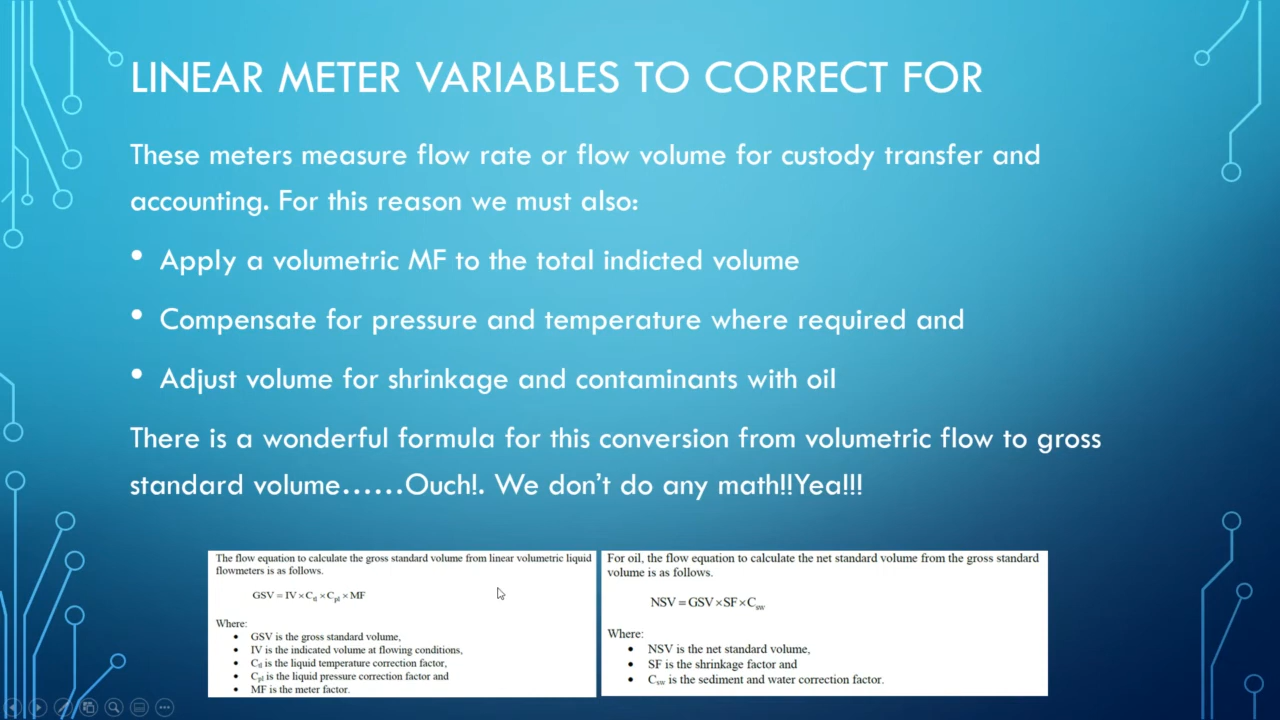 LINEAR METER VARIABLES TO CORRECT FOR
These meters measure flow rate or flow volume for custody transfer and
accounting. For this reason we must also:
• Apply a volumetric MF to the total indicted volume
• Compensate for pressure and temperature where required and
• Adjust volume for shrinkage and contaminants with oil
There is a wonderful formula for this conversion from volumetric flow to gross
standard volume……Ouch!. We don’t do any math!!Yea!!!
The flow equation to calculate the gross standard volume from linear volumetric liquid
flowmeters is as follows.
GSV = IV × Ctl × Cpl × MF
Where:
• GSV is the gross standard volume,
• IV is the indicated volume at flowing conditions,
• Ctl is the liquid temperature correction factor,
• Cpl is the liquid pressure correction factor and
• MF is the meter factor.
For oil, the flow equation to calculate the net standard volume from the gross standard
volume is as follows.
NSV = GSV × SF × Csw
Where:
• NSV is the net standard volume,
• SF is the shrinkage factor and
• Csw is the sediment and water correction factor.